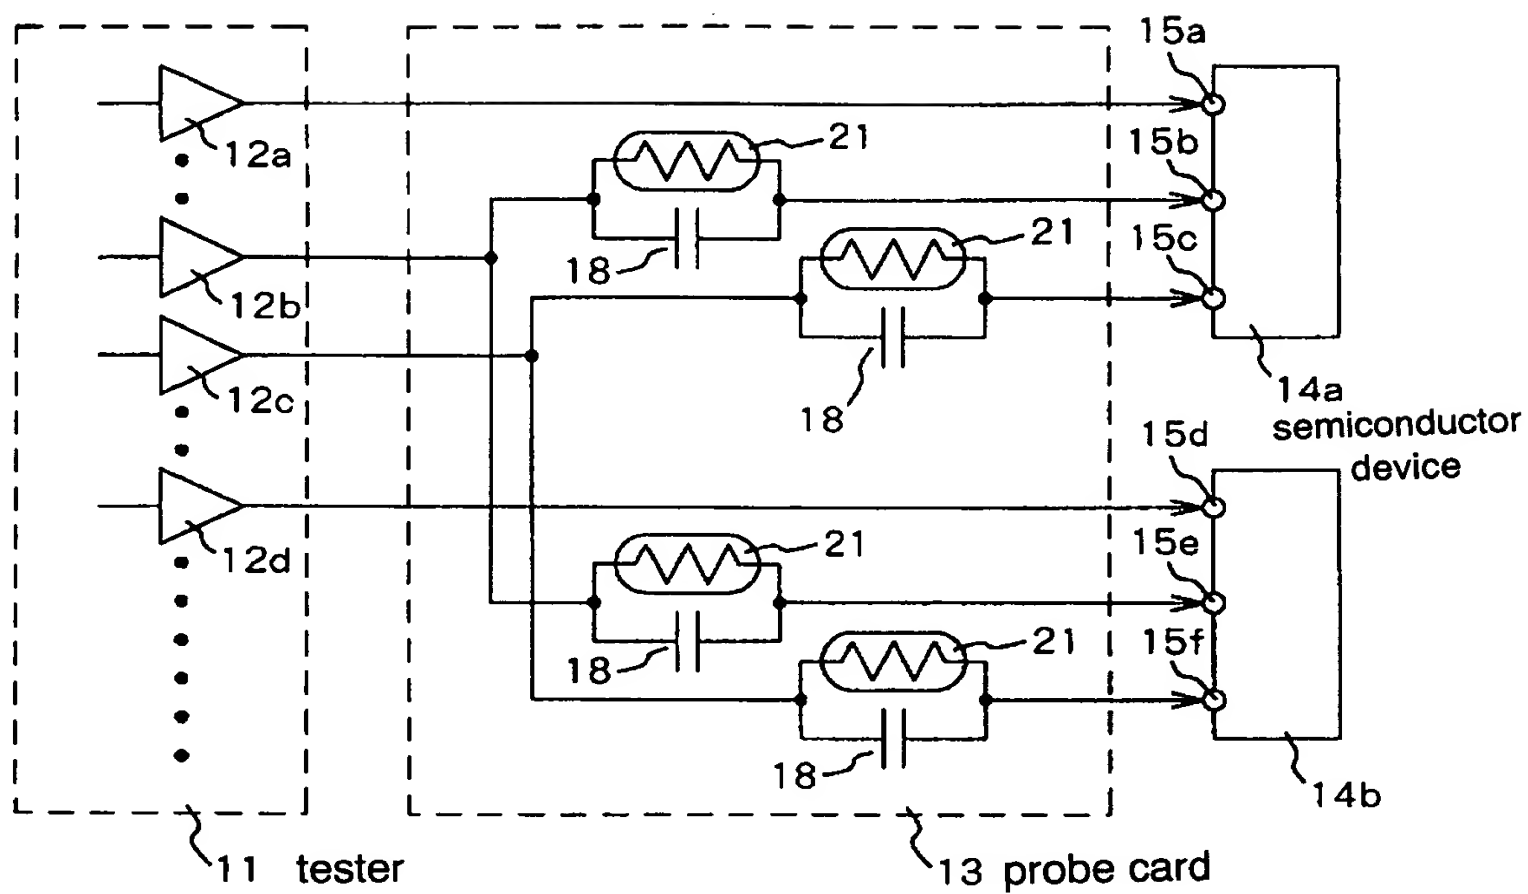 15a
12a
21
15b
18
21
15c
12b
12c
18
14a
semiconductor
device
15d
12d
21
15e
18
21
15f
18
14b
11 tester
13 probe card